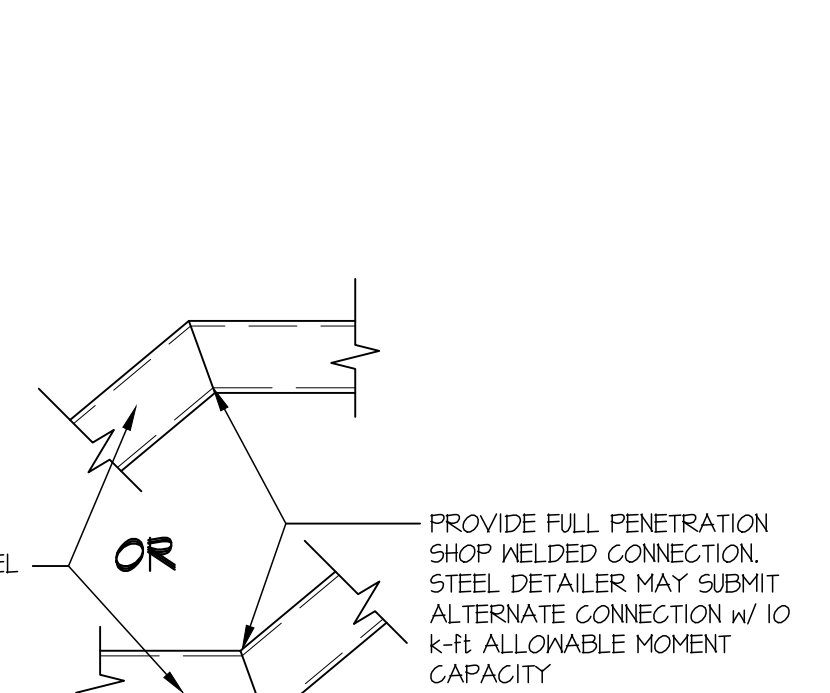 PROVIDE FULL PENETRATION
SHOP WELDED CONNECTION.
STEEL DETAILER MAY SUBMIT
ALTERNATE CONNECTION w/ 10
k-ft ALLOWABLE MOMENT
CAPACITY
OR